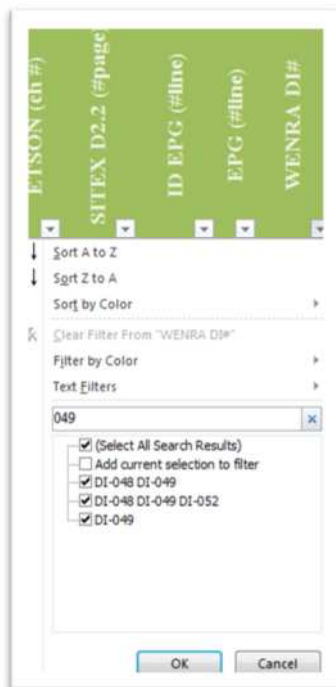 ETSON (ch #)
SITEX D2.2 (#page)
ID EPG (#line)
EPG (#line)
WENRA DI#
Sort A to Z
Sort Z to A
Sort by Color
Clear Filter From "WENRA DI#"
Filter by Color
Text Filters
049
(Select All Search Results)
Add current selection to filter
DI-048 DI-049
DI-048 DI-049 DI-052
DI-049
OK
Cancel